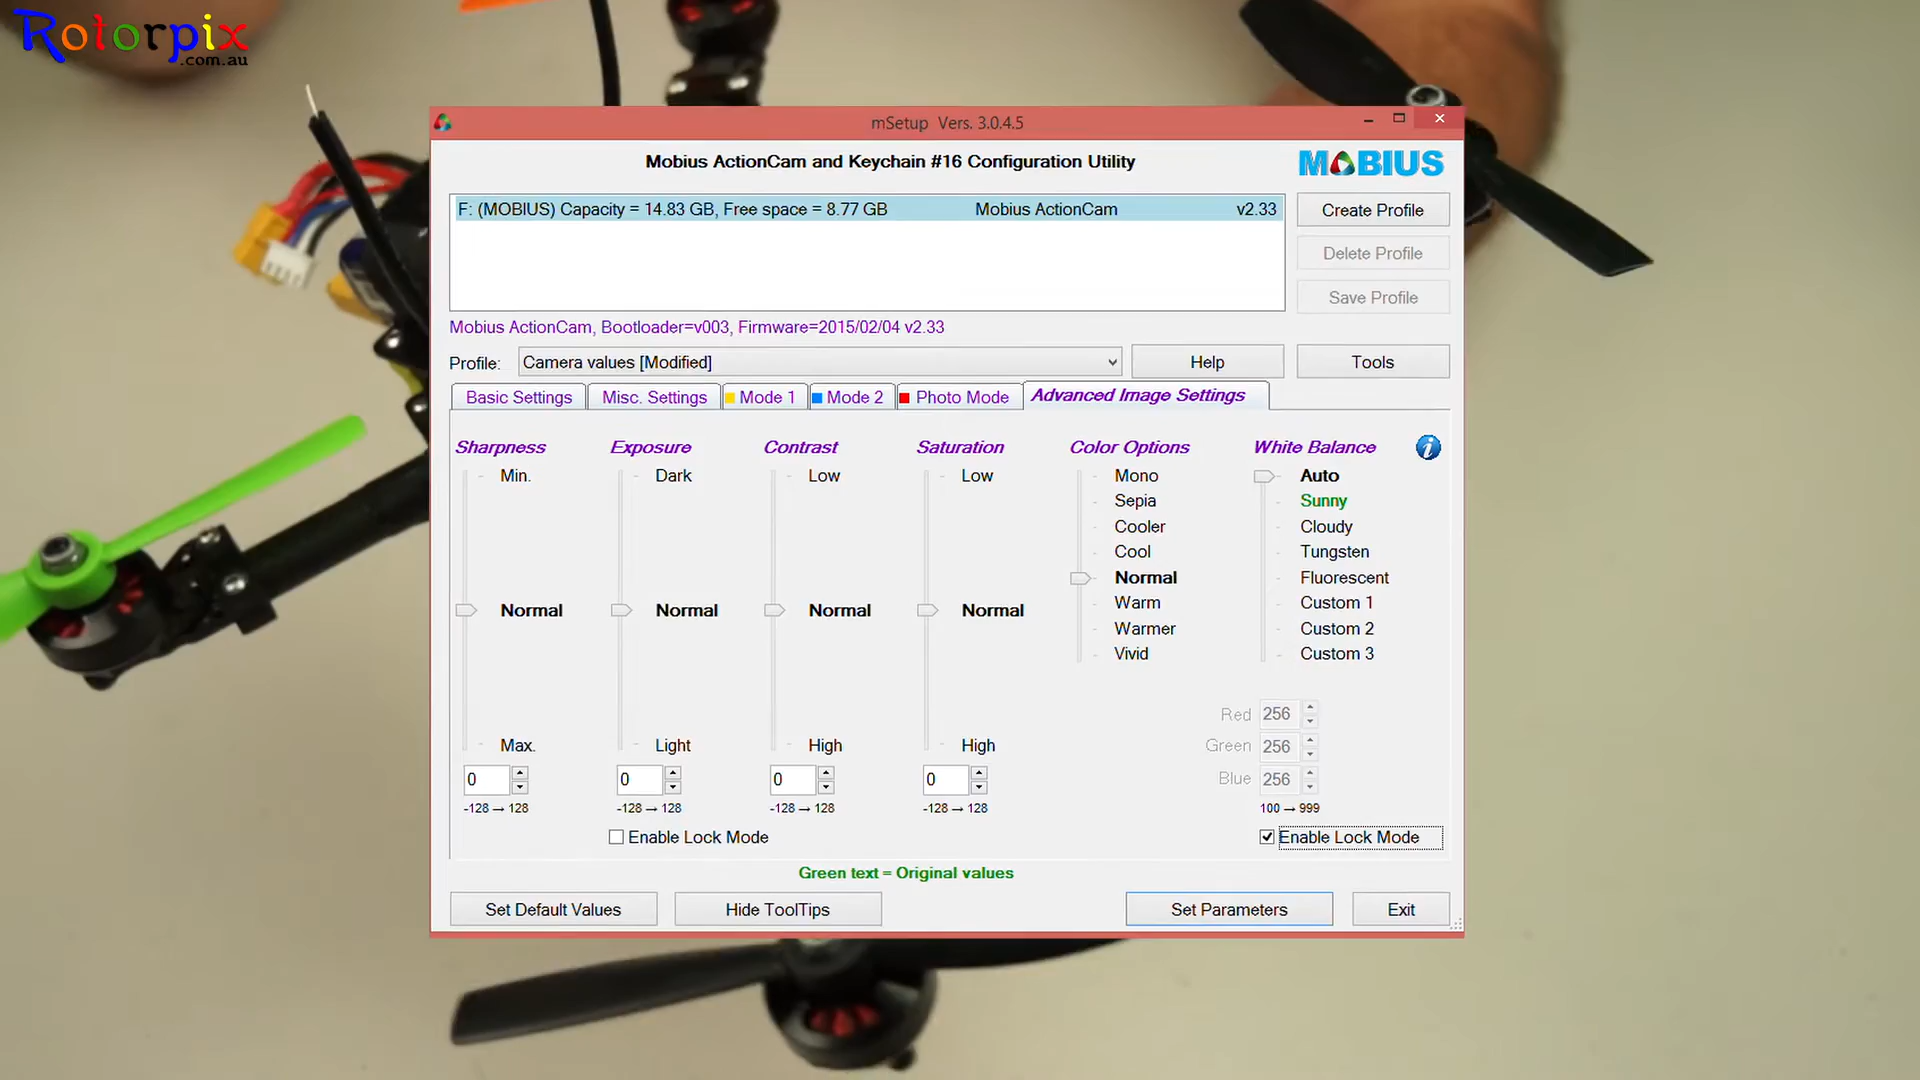 Rotorpix
.com.au
mSetup Vers. 3.0.4.5
Mobius ActionCam and Keychain #16 Configuration Utility
MOBIUS
F: (MOBIUS) Capacity = 14.83 GB, Free space = 8.77 GB Mobius ActionCam v2.33
Create Profile
Delete Profile
Save Profile
Mobius ActionCam, Bootloader=v003, Firmware=2015/02/04 v2.33
Profile: Camera values [Modified] Help Tools
Basic Settings Misc. Settings Mode 1 Mode 2 Photo Mode Advanced Image Settings
Sharpness Exposure Contrast Saturation Color Options White Balance i
Min. Dark Low Low Mono Auto
Sepia Sunny
Cooler Cloudy
Cool Tungsten
Normal Fluorescent
Warm Custom 1
Normal Normal Normal Normal
Warmer Custom 2
Vivid Custom 3
Red 256
Max. Light High High Green 256
0 0 0 0 Blue 256
-128 → 128 -128 → 128 -128 → 128 -128 → 128 100 → 999
Enable Lock Mode Enable Lock Mode
Green text = Original values
Set Default Values Hide ToolTips Set Parameters Exit